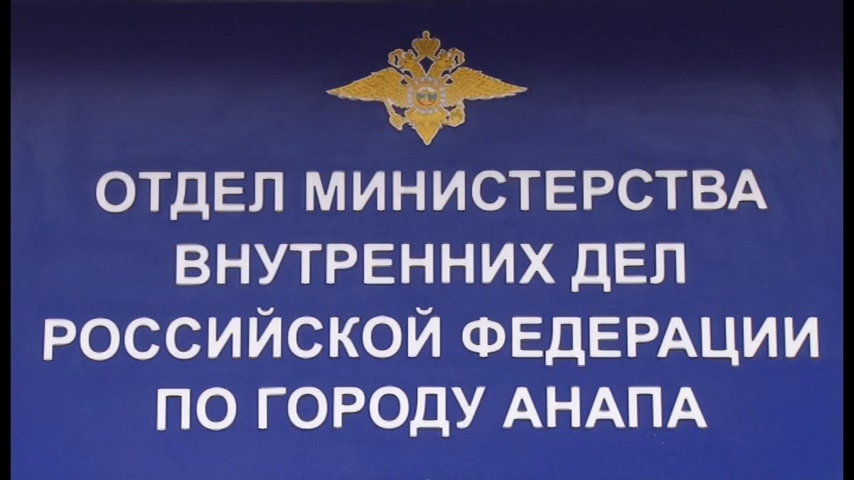 ОТДЕЛ МИНИСТЕРСТВА
ВНУТРЕННИХ ДЕЛ
РОССИЙСКОЙ ФЕДЕРАЦИИ
ПО ГОРОДУ АНАПА